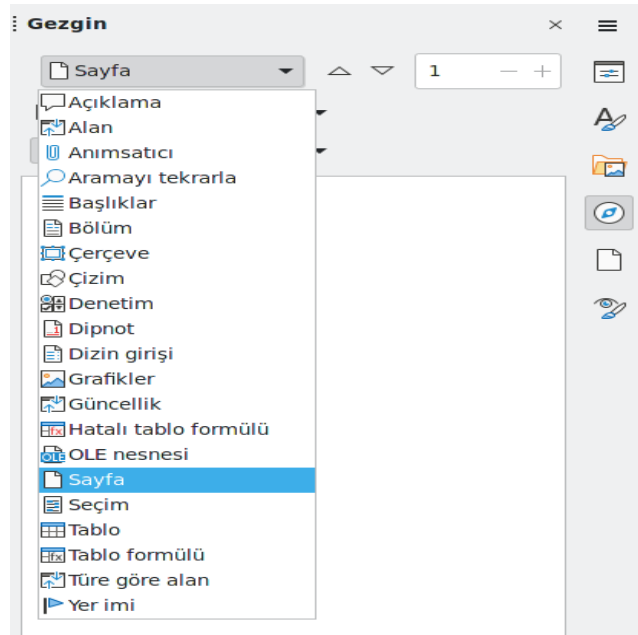 Gezgin
Sayfa
1
Açıklama
Alan
Anımsatıcı
Aramayı tekrarla
Başlıklar
Bölüm
Çerçeve
Çizim
Denetim
Dipnot
Dizin girişi
Grafikler
Güncellik
Hatalı tablo formülü
OLE nesnesi
Sayfa
Seçim
Tablo
Tablo formülü
Türe göre alan
Yer imi